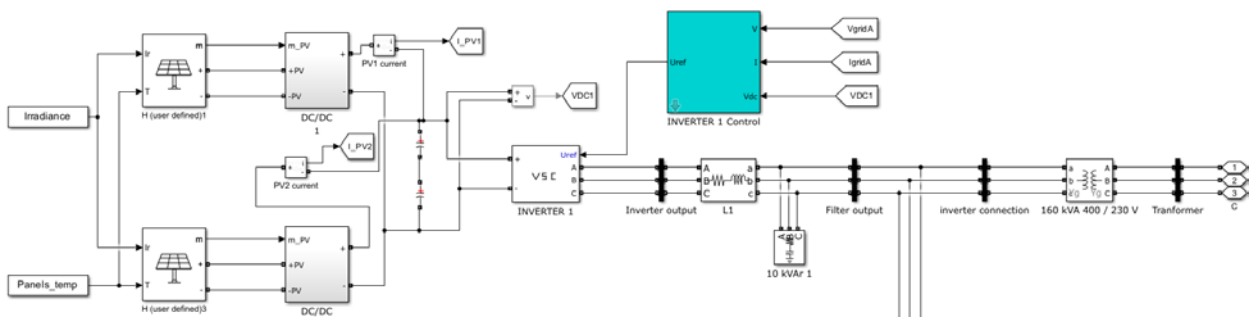 V
VgridA
i
I_PV1
Ir
m
m_PV
+
+
-
PV1 current
Uref
I
IgridA
+
+PV
T
-
-PV
-
Vdc
VDC1
Irradiance
H (user defined)1
DC/DC
1
+
-
v
VDC1
INVERTER 1 Control
+
-
i
I_PV2
PV2 current
Uref
+
VSC
-
A
B
C
A
B
C
a
b
c
a
b
c
A
B
C
1
2
3
INVERTER 1
Inverter output
L1
Filter output
inverter connection
160 kVA 400 / 230 V
Tranformer
A
B
C
10 kVAr 1
Ir
m
m_PV
+
+
+PV
Panels_temp
T
-
-PV
-
H (user defined)3
DC/DC